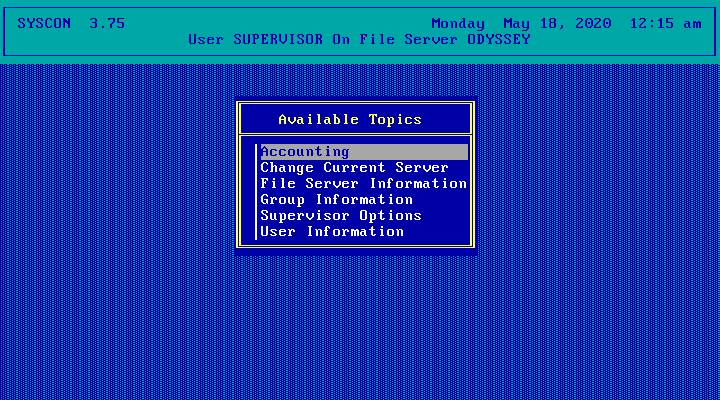 SYSCON 3.75 Monday May 18, 2020 12:15 am
User SUPERVISOR On File Server ODYSSEY
Available Topics
Accounting
Change Current Server
File Server Information
Group Information
Supervisor Options
User Information